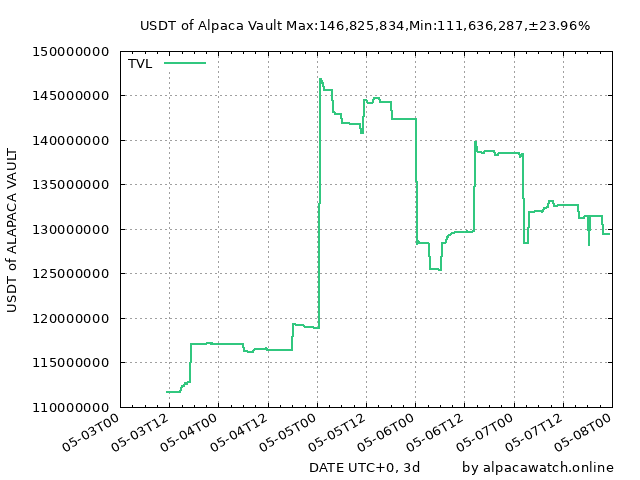 USDT of Alpaca Vault Max:146,825,834,Min:111,636,287,±23.96%
150000000
TVL
145000000
140000000
135000000
130000000
125000000
120000000
115000000
110000000
USDT of ALAPACA VAULT
05-03T00
05-03T12
05-04T00
05-04T12
05-05T00
05-05T12
05-06T00
05-06T12
05-07T00
05-07T12
05-08T00
DATE UTC+0, 3d
by alpacawatch.online